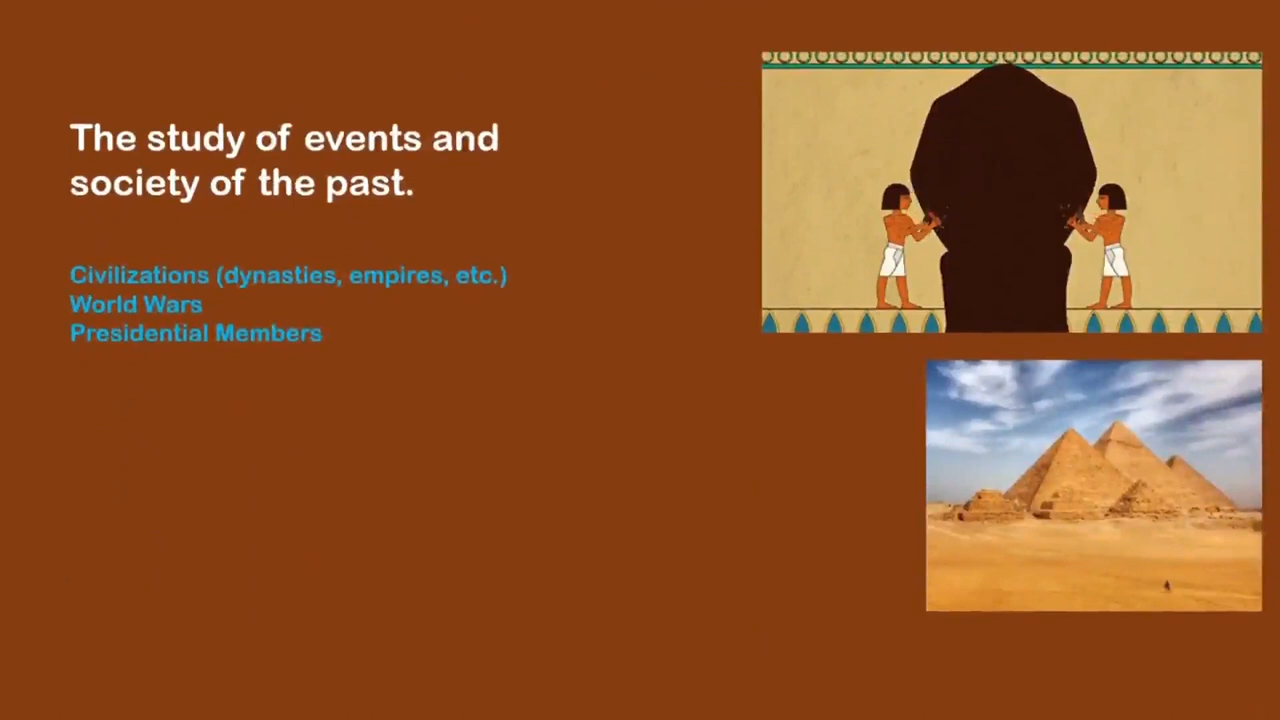 The study of events and
society of the past.
Civilizations (dynasties, empires, etc.)
World Wars
Presidential Members